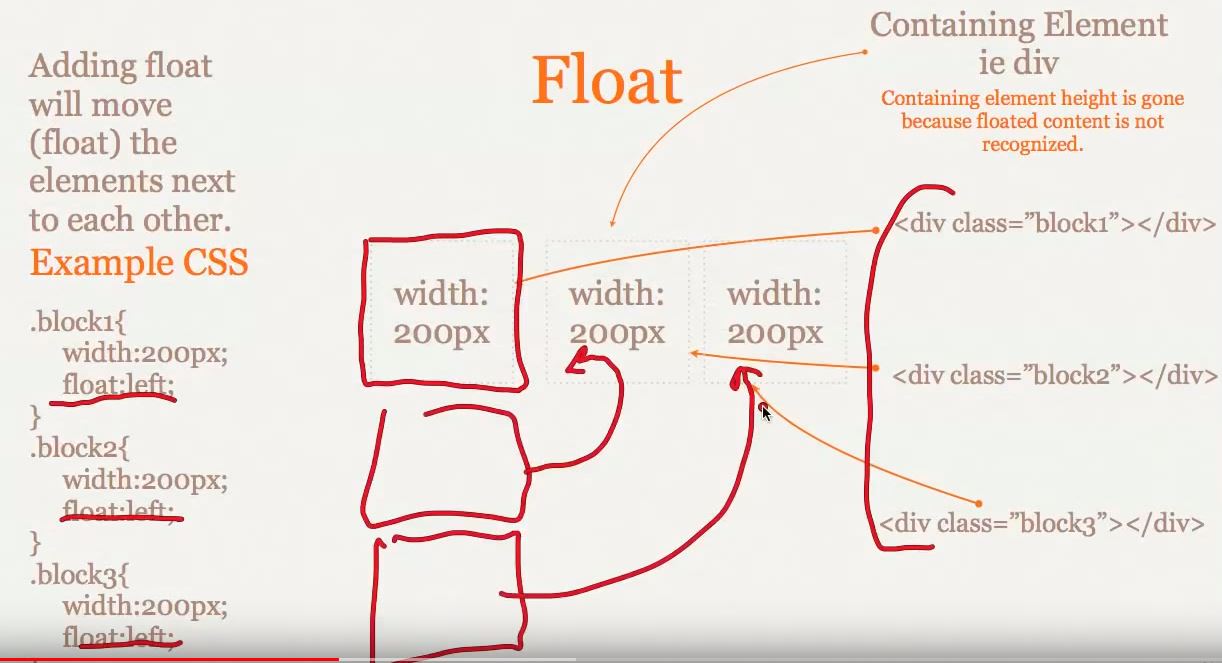 Adding float
will move
(float) the
elements next
to each other.
Example CSS
.block1{
width:200px;
float:left;
}
.block2{
width:200px;
float:left;
}
.block3{
width:200px;
float:left;
Float
width:
200px
width:
200px
width:
200px
Containing Element
ie div
Containing element height is gone
because floated content is not
recognized.
<div class=”block1”></div>
<div class=”block2”></div>
<div class=”block3”></div>